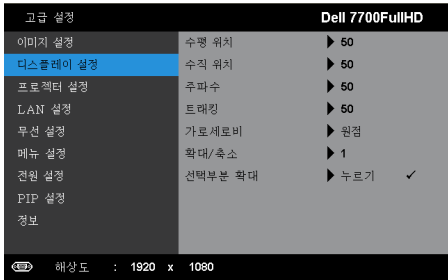 고급 설정 Dell 7700FullHD
이미지 설정 수평 위치 50
디스플레이 설정 수직 위치 50
프로젝터 설정 주파수 50
LAN 설정 트래킹 50
무선 설정 가로세로비 원점
메뉴 설정 확대/축소 1
전원 설정 선택부분 확대 누르기
PIP 설정
정보
해상도 : 1920 x 1080